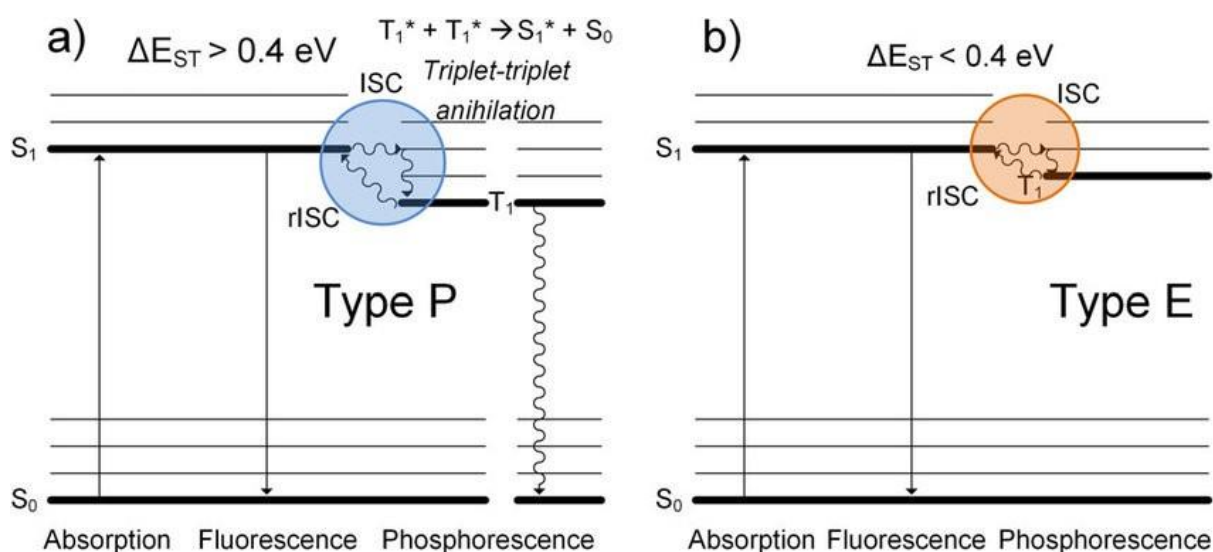 a)
ΔE_ST > 0.4 eV
T₁* + T₁* → S₁* + S₀
Triplet-triplet
anihilation
ISC
S₁
rISC
T₁
Type P
S₀
Absorption Fluorescence Phosphorescence
b)
ΔE_ST < 0.4 eV
ISC
S₁
T₁
rISC
Type E
S₀
Absorption Fluorescence Phosphorescence